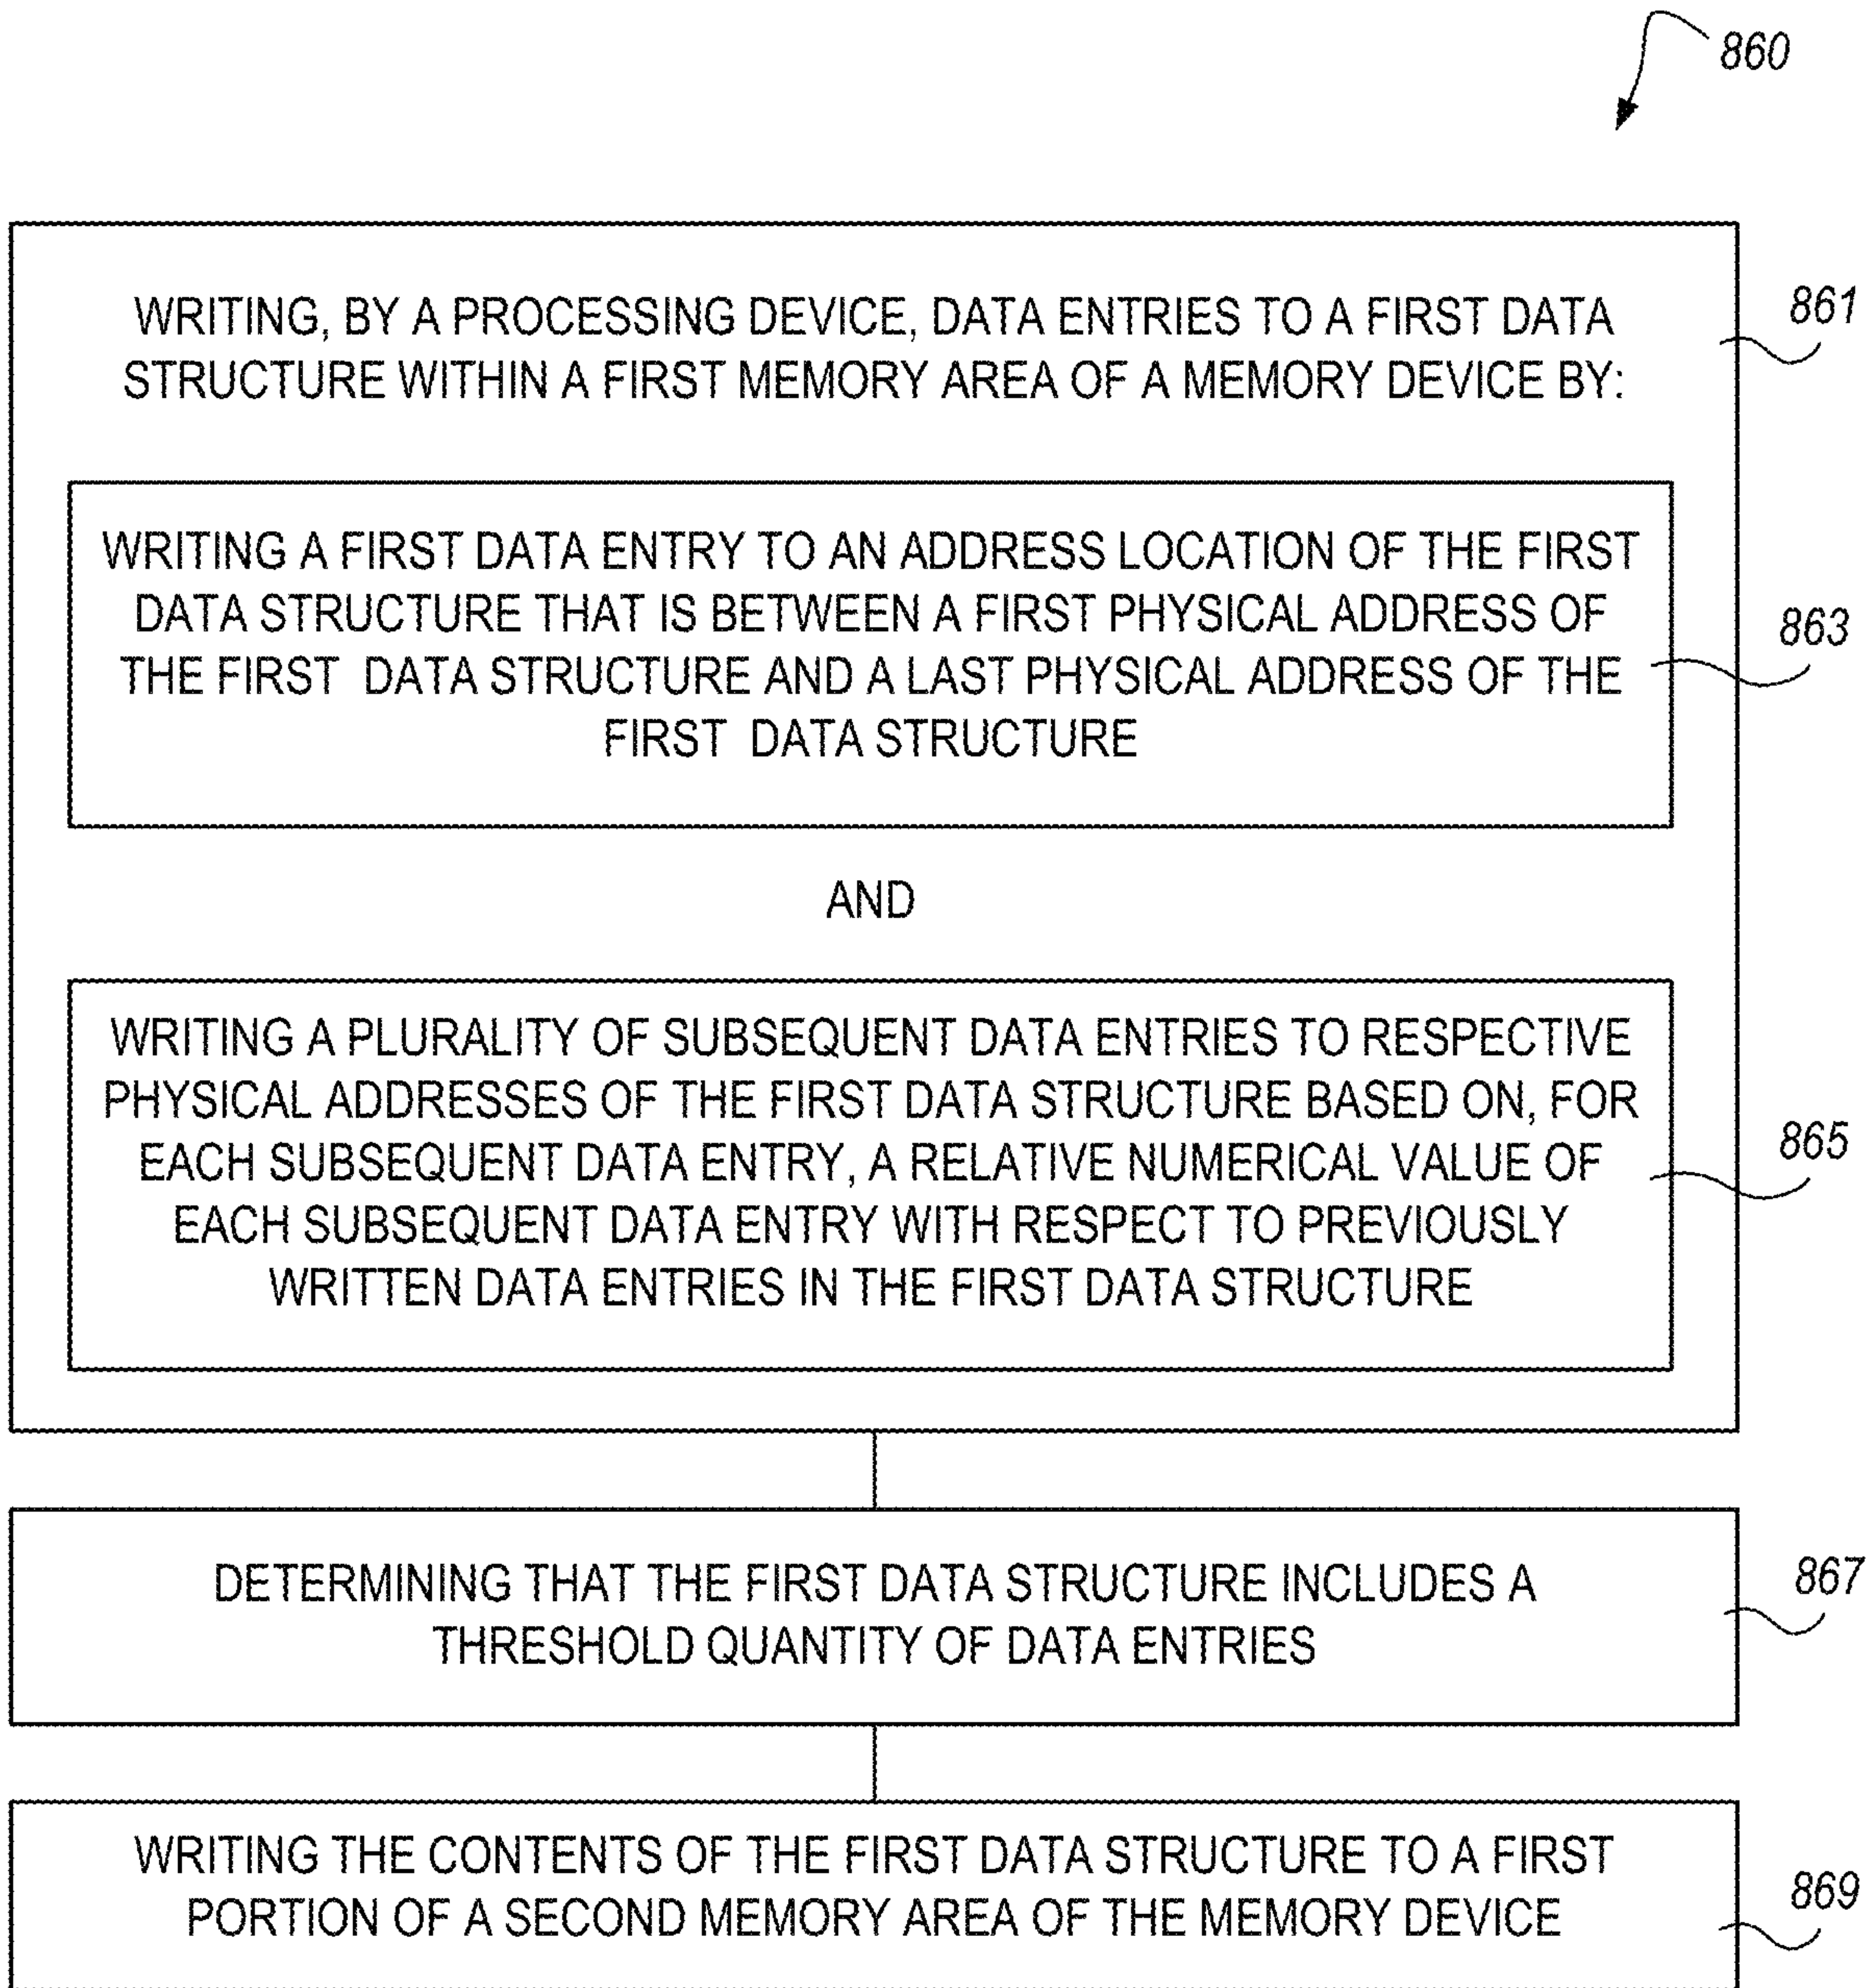 860
WRITING, BY A PROCESSING DEVICE, DATA ENTRIES TO A FIRST DATA
STRUCTURE WITHIN A FIRST MEMORY AREA OF A MEMORY DEVICE BY:
861
WRITING A FIRST DATA ENTRY TO AN ADDRESS LOCATION OF THE FIRST
DATA STRUCTURE THAT IS BETWEEN A FIRST PHYSICAL ADDRESS OF
THE FIRST DATA STRUCTURE AND A LAST PHYSICAL ADDRESS OF THE
FIRST DATA STRUCTURE
863
AND
WRITING A PLURALITY OF SUBSEQUENT DATA ENTRIES TO RESPECTIVE
PHYSICAL ADDRESSES OF THE FIRST DATA STRUCTURE BASED ON, FOR
EACH SUBSEQUENT DATA ENTRY, A RELATIVE NUMERICAL VALUE OF
EACH SUBSEQUENT DATA ENTRY WITH RESPECT TO PREVIOUSLY
WRITTEN DATA ENTRIES IN THE FIRST DATA STRUCTURE
865
DETERMINING THAT THE FIRST DATA STRUCTURE INCLUDES A
THRESHOLD QUANTITY OF DATA ENTRIES
867
WRITING THE CONTENTS OF THE FIRST DATA STRUCTURE TO A FIRST
PORTION OF A SECOND MEMORY AREA OF THE MEMORY DEVICE
869